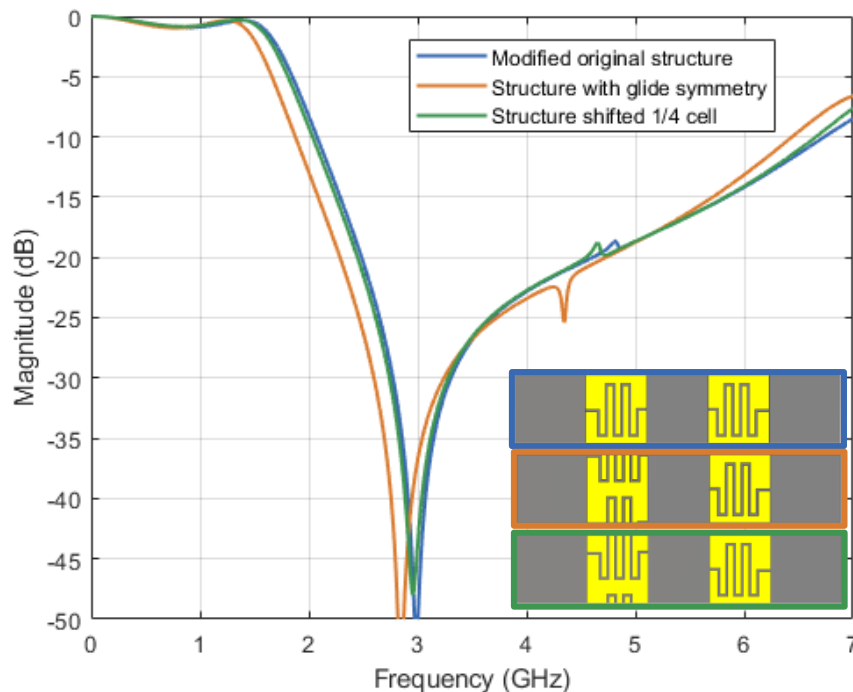 0
-5
-10
-15
-20
-25
-30
-35
-40
-45
-50
Magnitude (dB)
Modified original structure
Structure with glide symmetry
Structure shifted 1/4 cell
0 1 2 3 4 5 6 7
Frequency (GHz)